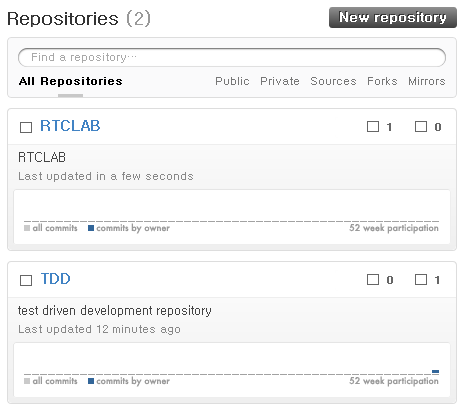 Repositories (2)
New repository
Find a repository…
All Repositories Public Private Sources Forks Mirrors
RTCLAB 1 0
RTCLAB
Last updated in a few seconds
all commits commits by owner 52 week participation
TDD 0 1
test driven development repository
Last updated 12 minutes ago
all commits commits by owner 52 week participation